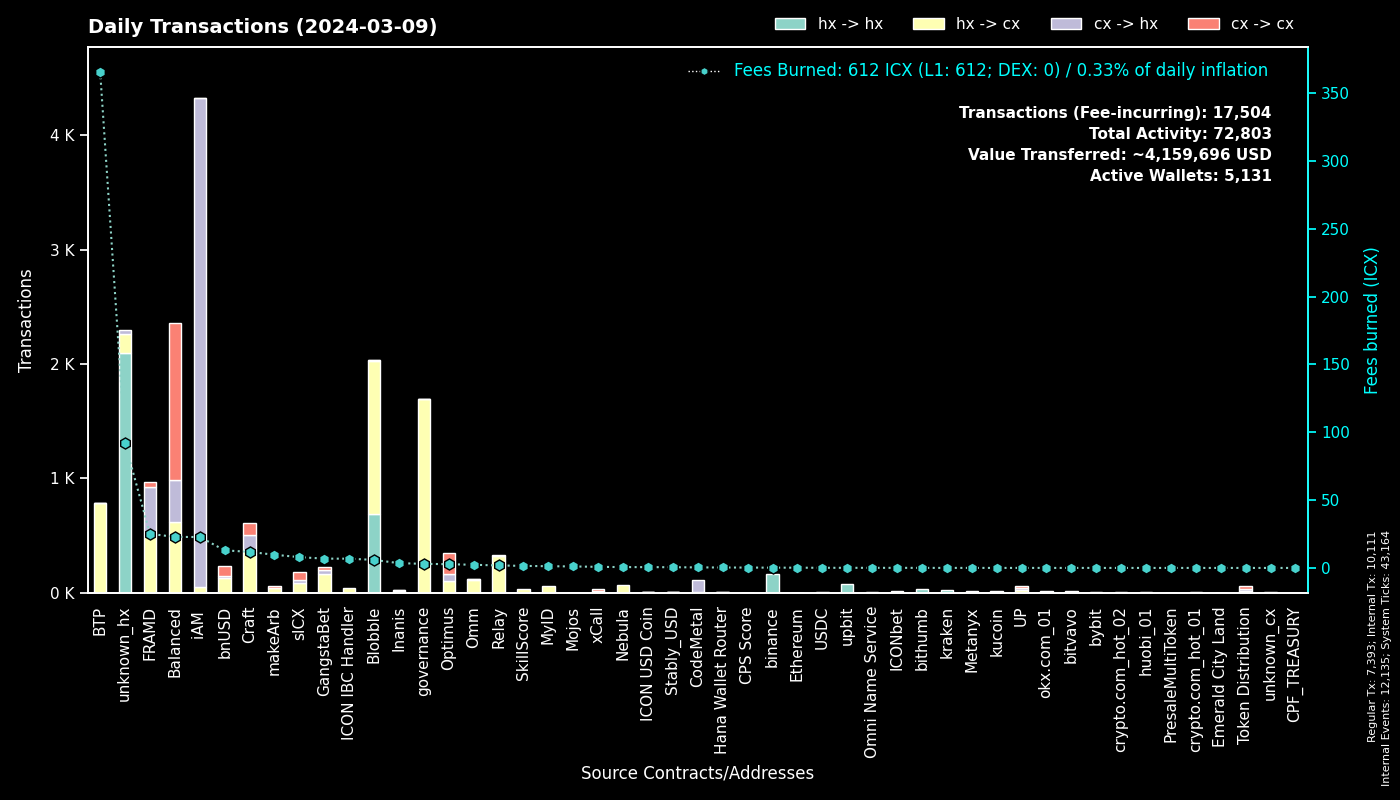 Daily Transactions (2024-03-09)
hx -> hx
hx -> cx
cx -> hx
cx -> cx
Fees Burned: 612 ICX (L1: 612; DEX: 0) / 0.33% of daily inflation
Transactions (Fee-incurring): 17,504
Total Activity: 72,803
Value Transferred: ~4,159,696 USD
Active Wallets: 5,131
Transactions
4 K
3 K
2 K
1 K
0 K
350
300
250
200
150
100
50
0
Fees burned (ICX)
BTP
unknown_hx
FRAMD
Balanced
IAM
bnUSD
Craft
makeArb
sICX
GangstaBet
ICON IBC Handler
Blobble
Inanis
governance
Optimus
Omm
Relay
SkillScore
MyID
Mojos
xCall
Nebula
ICON USD Coin
Stably_USD
CodeMetal
Hana Wallet Router
CPS Score
binance
Ethereum
USDC
upbit
Omni Name Service
ICONbet
bithumb
kraken
Metanyx
kucoin
UP
okx.com_01
bitvavo
bybit
crypto.com_hot_02
huobi_01
PresaleMultiToken
crypto.com_hot_01
Emerald City Land
Token Distribution
unknown_cx
CPF_TREASURY
Source Contracts/Addresses
Regular Tx: 7,393; Internal Tx: 10,111
Internal Events: 12,135; System Ticks: 43,164